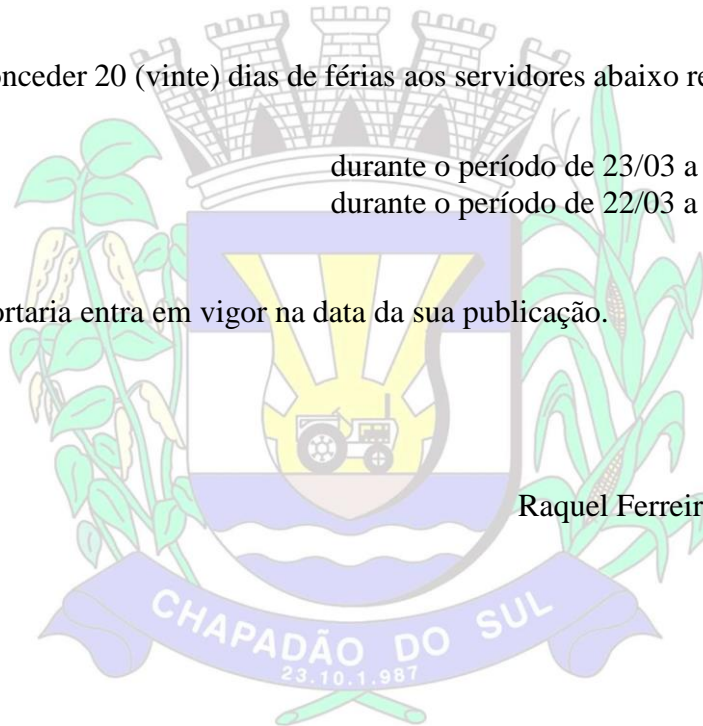 onceder 20 (vinte) dias de férias aos servidores abaixo re
durante o período de 23/03 a
durante o período de 22/03 a
ortaria entra em vigor na data da sua publicação.
Raquel Ferreir
CHAPADÃO DO SUL
23.10.1.987